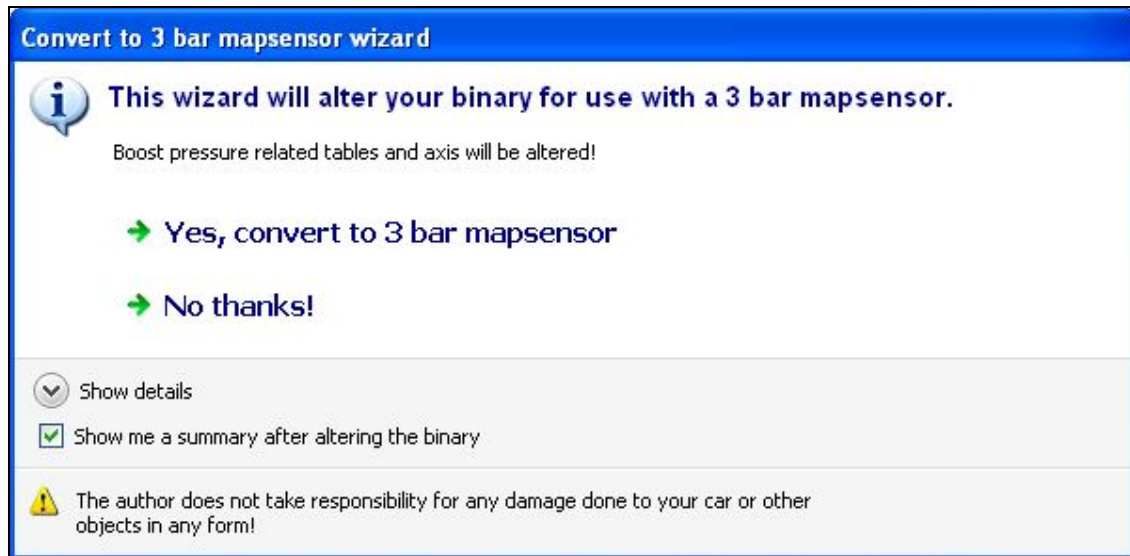 Convert to 3 bar mapsensor wizard
This wizard will alter your binary for use with a 3 bar mapsensor.
Boost pressure related tables and axis will be altered!
Yes, convert to 3 bar mapsensor
No thanks!
Show details
Show me a summary after altering the binary
The author does not take responsibility for any damage done to your car or other
objects in any form!